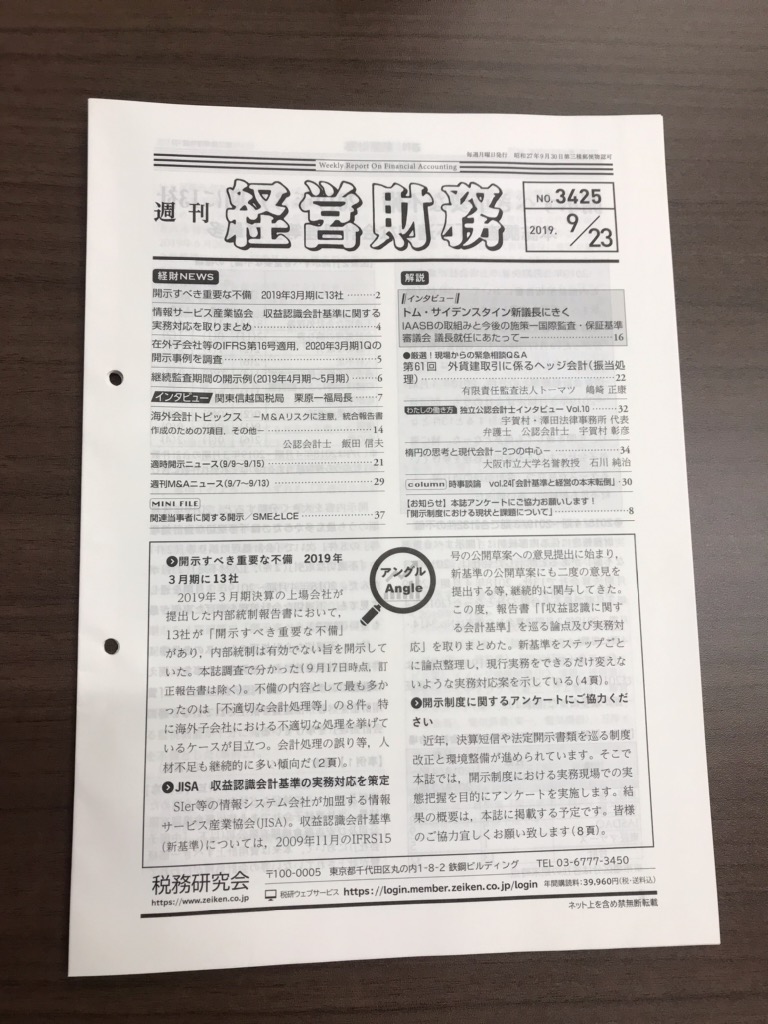 毎週月曜日発行 昭和27年9月30日第三種郵便物認可
Weekly Report On Financial Accounting
週刊 経営財務
NO. 3425
2019. 9/23
経財NEWS
開示すべき重要な不備 2019年3月期に13社 ………2
情報サービス産業協会 収益認識会計基準に関する
実務対応を取りまとめ ………4
在外子会社等のIFRS第16号適用，2020年3月期1Qの
開示事例を調査 ………5
継続監査期間の開示例(2019年4月期～5月期) ………6
インタビュー 関東信越国税局 栗原一福局長 ………7
海外会計トピックス －M&Aリスクに注意，統合報告書
作成のための7項目，その他－ ………14
公認会計士 飯田 信夫
適時開示ニュース(9/9～9/15) ………21
週刊M&Aニュース(9/7～9/13) ………29
MINI FILE
関連当事者に関する開示／SMEとLCE ………37
解説
インタビュー
トム・サイデンスタイン新議長にきく
IAASBの取組みと今後の施策－国際監査・保証基準
審議会 議長就任にあたって－ ………16
●厳選！現場からの緊急相談Q&A
第61回 外貨建取引に係るヘッジ会計(振当処
理) ………22
有限責任監査法人トーマツ 嶋﨑 正康
わたしの働き方 独立公認会計士インタビュー Vol.10 ………32
宇賀村・澤田法律事務所 代表
弁護士 公認会計士 宇賀村 彰彦
楕円の思考と現代会計－2つの中心－ ………34
大阪市立大学名誉教授 石川 純治
column 時事談論 vol.24「会計基準と経営の本末転倒」・30
【お知らせ】本誌アンケートにご協力お願いします！
「開示制度における現状と課題について」 ………8
アングル
Angle
開示すべき重要な不備 2019年
３月期に13社
2019年３月期決算の上場会社が
提出した内部統制報告書において，
13社が「開示すべき重要な不備」
があり，内部統制は有効でない旨を開示し
ていた。本誌調査で分かった(９月17日時点，訂
正報告書は除く)。不備の内容として最も多か
ったのは「不適切な会計処理等」の８件。特
に海外子会社における不適切な処理を挙げて
いるケースが目立つ。会計処理の誤り等，人
材不足も継続的に多い傾向だ(２頁)。
JISA 収益認識会計基準の実務対応を策定
SIer等の情報システム会社が加盟する情報
サービス産業協会(JISA)。収益認識会計基準
(新基準)については，2009年11月のIFRS15
号の公開草案への意見提出に始まり，
新基準の公開草案にも二度の意見を
提出する等，継続的に関与してきた。
この度，報告書「『収益認識に関す
る会計基準』を巡る論点及び実務対
応」を取りまとめた。新基準をステップごと
に論点整理し，現行実務をできるだけ変えな
いような実務対応案を示している(４頁)。
開示制度に関するアンケートにご協力くだ
さい
近年，決算短信や法定開示書類を巡る制度
改正と環境整備が進められています。そこで
本誌では，開示制度における実務現場での実
態把握を目的にアンケートを実施します。結
果の概要は，本誌に掲載する予定です。皆様
のご協力宜しくお願い致します(８頁)。
税務研究会
https://www.zeiken.co.jp
〒100-0005 東京都千代田区丸の内1-8-2 鉄鋼ビルディング TEL 03-6777-3450
税研ウェブサービス https://login.member.zeiken.co.jp/login 年間購読料：39,960円(税・送料込)
ネット上を含め禁無断転載